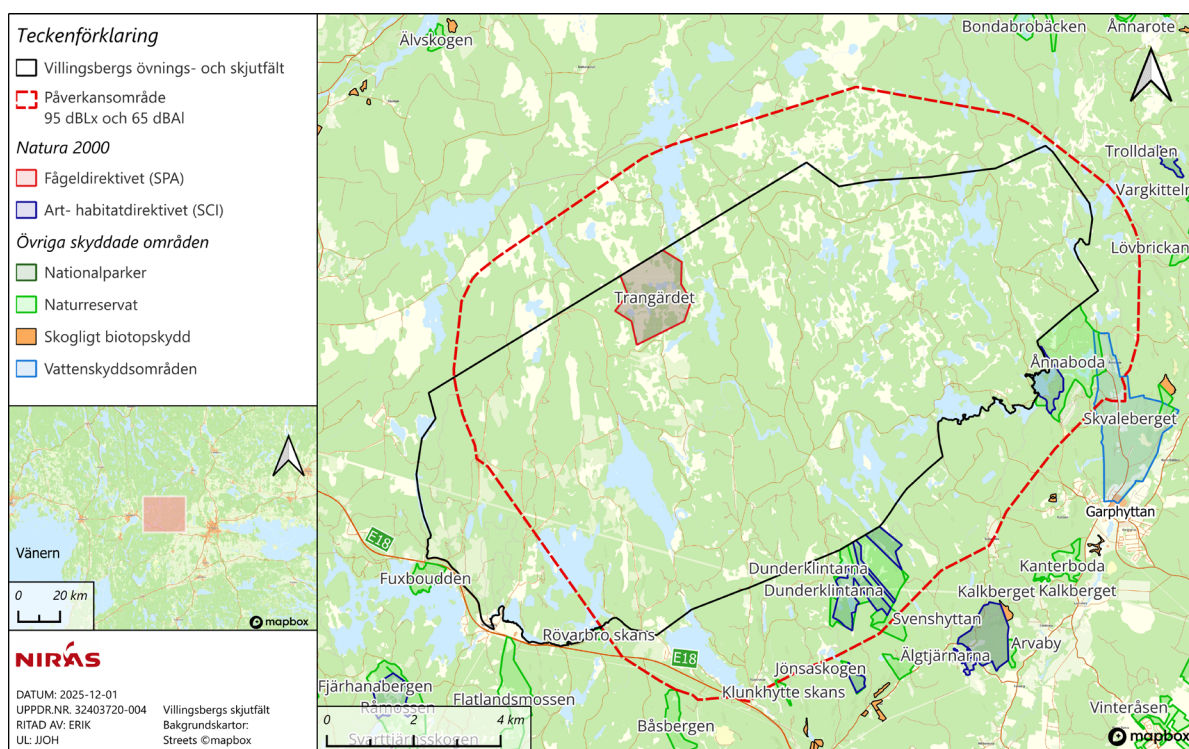 Teckenförklaring
Villingsbergs övnings- och skjutfält
Påverkansområde
95 dBLx och 65 dBAl
Natura 2000
Fågeldirektivet (SPA)
Art- habitatdirektivet (SCI)
Övriga skyddade områden
Nationalparker
Naturreservat
Skogligt biotopskydd
Vattenskyddsområden
Vänern
0 20 km
mapbox
NIRÁS
DATUM: 2025-12-01
UPPDR.NR. 32403720-004
RITAD AV: ERIK
UL: JJOH
Villingsbergs skjutfält
Bakgrundskartor:
Streets ©mapbox
Älvskogen
Bondabrobäcken
Ånnarote
Trolldalen
Vargkitteln
Lövbrickan
Trangärdet
Ånnaboda
Skvaleberget
Garphyttan
E18
Fuxboudden
Dunderklintarna
Dunderklintarna
Kanterboda
Kalkberget Kalkberget
Svenshyttan
Rövarbro skans
E18
Älgtjärnarna
Arvaby
Jönsaskogen
Klunkhytte skans
Fjärhanabergen
Råmossen
Flatlandsmossen
Båsbergen
Vinteråsen
0 2 4 km
Svarttjärnsskogen
mapbox